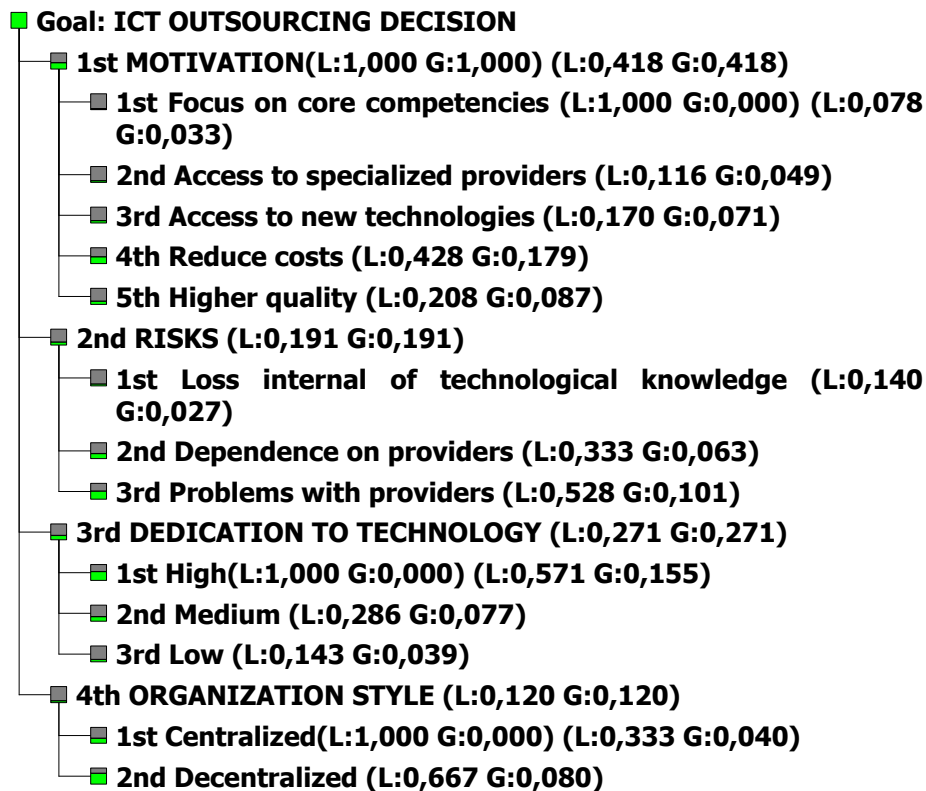 Goal: ICT OUTSOURCING DECISION
1st MOTIVATION(L:1,000 G:1,000) (L:0,418 G:0,418)
1st Focus on core competencies (L:1,000 G:0,000) (L:0,078
G:0,033)
2nd Access to specialized providers (L:0,116 G:0,049)
3rd Access to new technologies (L:0,170 G:0,071)
4th Reduce costs (L:0,428 G:0,179)
5th Higher quality (L:0,208 G:0,087)
2nd RISKS (L:0,191 G:0,191)
1st Loss internal of technological knowledge (L:0,140
G:0,027)
2nd Dependence on providers (L:0,333 G:0,063)
3rd Problems with providers (L:0,528 G:0,101)
3rd DEDICATION TO TECHNOLOGY (L:0,271 G:0,271)
1st High(L:1,000 G:0,000) (L:0,571 G:0,155)
2nd Medium (L:0,286 G:0,077)
3rd Low (L:0,143 G:0,039)
4th ORGANIZATION STYLE (L:0,120 G:0,120)
1st Centralized(L:1,000 G:0,000) (L:0,333 G:0,040)
2nd Decentralized (L:0,667 G:0,080)